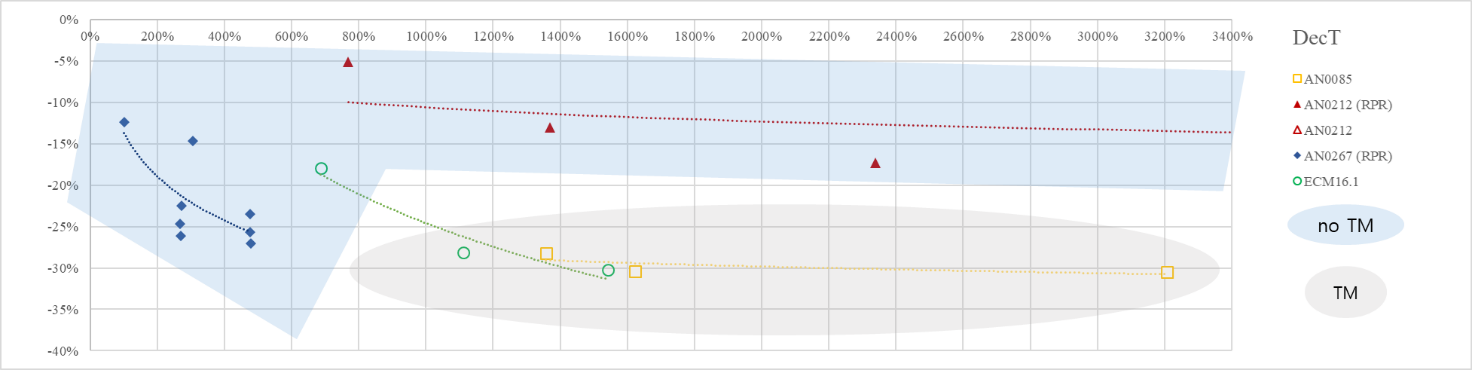 0%
0% 200% 400% 600% 800% 1000% 1200% 1400% 1600% 1800% 2000% 2200% 2400% 2600% 2800% 3000% 3200% 3400%
-5%
-10%
-15%
-20%
-25%
-30%
-35%
-40%
DecT
AN0085
AN0212 (RPR)
AN0212
AN0267 (RPR)
ECM16.1
no TM
TM